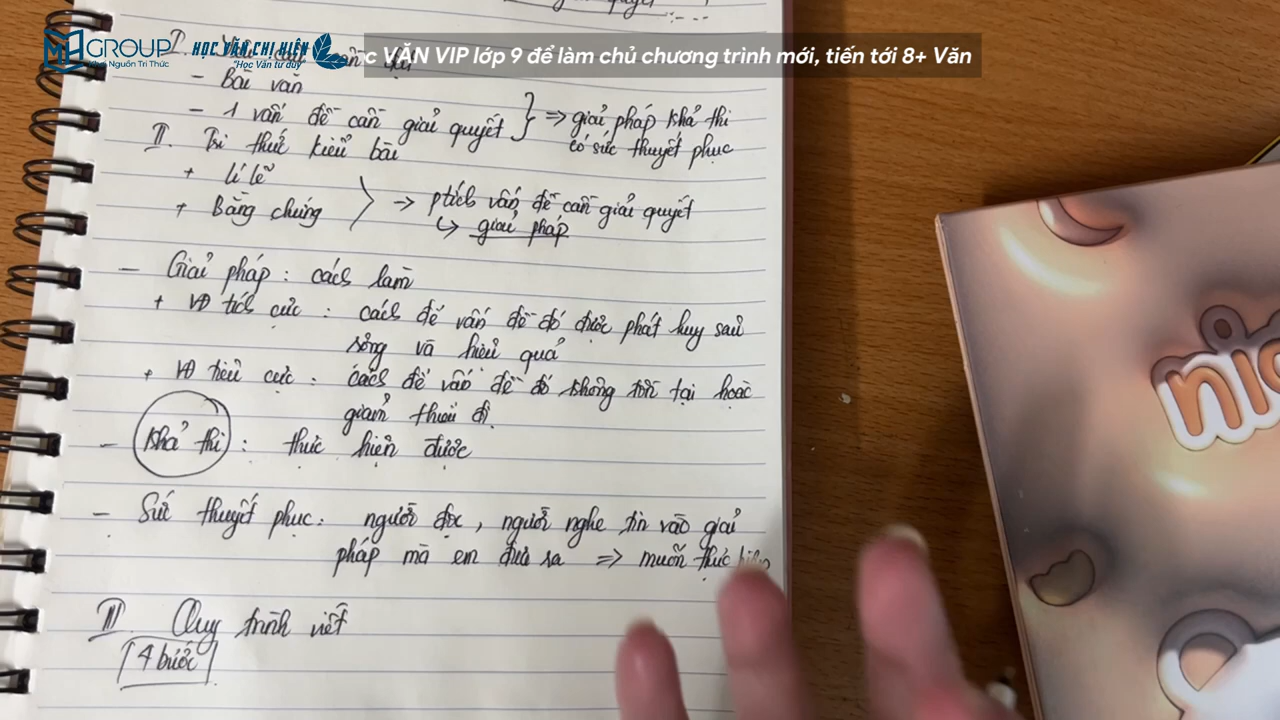 MH GROUP
Khơi Nguồn Tri Thức
HỌC VĂN CHỊ HIÊN
"Học Văn tư duy"
VĂN VIP lớp 9 để làm chủ chương trình mới, tiến tới 8+ Văn
I.
- Bài văn
- 1 vấn đề cần giải quyết } => giải pháp khả thi
có sức thuyết phục
II. Tri thức kiểu bài
+ lí lẽ
+ Bằng chứng > -> ptích vấn đề cần giải quyết
↳ giải pháp
- Giải pháp : cách làm
+ VĐ tích cực : cách để vấn đề đó được phát huy sâu
rộng và hiệu quả
+ VĐ tiêu cực : cách để vấn đề đó không tồn tại hoặc
giảm thiểu đi.
- Khả thi : thực hiện được
- Sức thuyết phục : người đọc, người nghe tin vào giải
pháp mà em đưa ra => muốn thực hiện
III Quy trình viết
4 bước